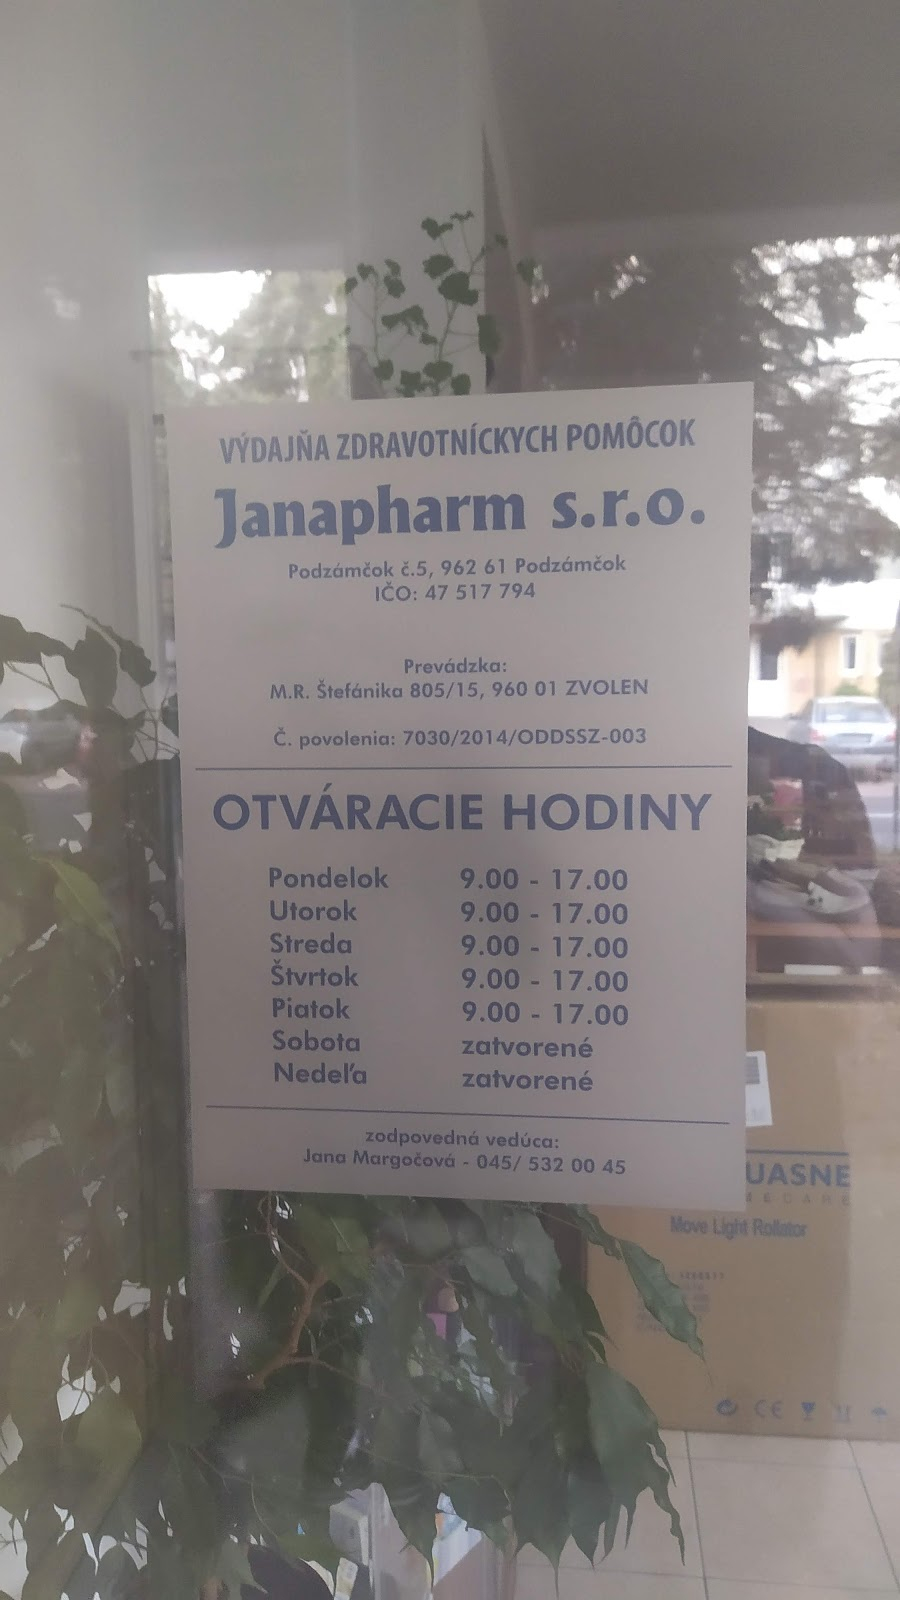 VÝDAJŇA ZDRAVOTNÍCKYCH POMÔCOK
Janapharm s.r.o.
Podzámčok č.5, 962 61 Podzámčok
IČO: 47 517 794
Prevádzka:
M.R. Štefánika 805/15, 960 01 ZVOLEN
Č. povolenia: 7030/2014/ODDSSZ-003
OTVÁRACIE HODINY
Pondelok 9.00 - 17.00
Utorok 9.00 - 17.00
Streda 9.00 - 17.00
Štvrtok 9.00 - 17.00
Piatok 9.00 - 17.00
Sobota zatvorené
Nedeľa zatvorené
zodpovedná vedúca:
Jana Margočová - 045/ 532 00 45
UASNE
MECARE
Move Light Rollator
CE